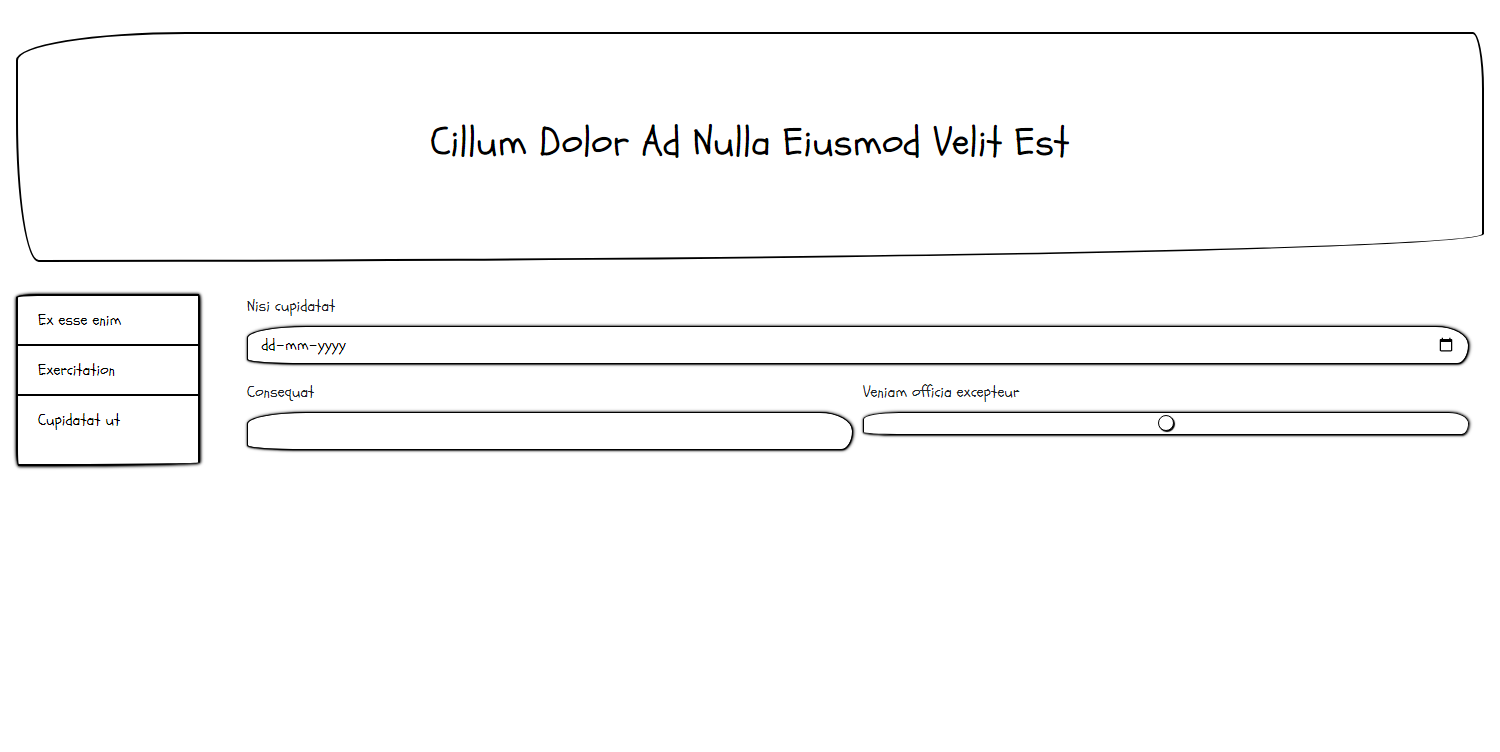 Cillum Dolor Ad Nulla Eiusmod Velit Est
Ex esse enim
Exercitation
Cupidatat ut
Nisi cupidatat
dd-mm-yyyy
Consequat
Veniam officia excepteur